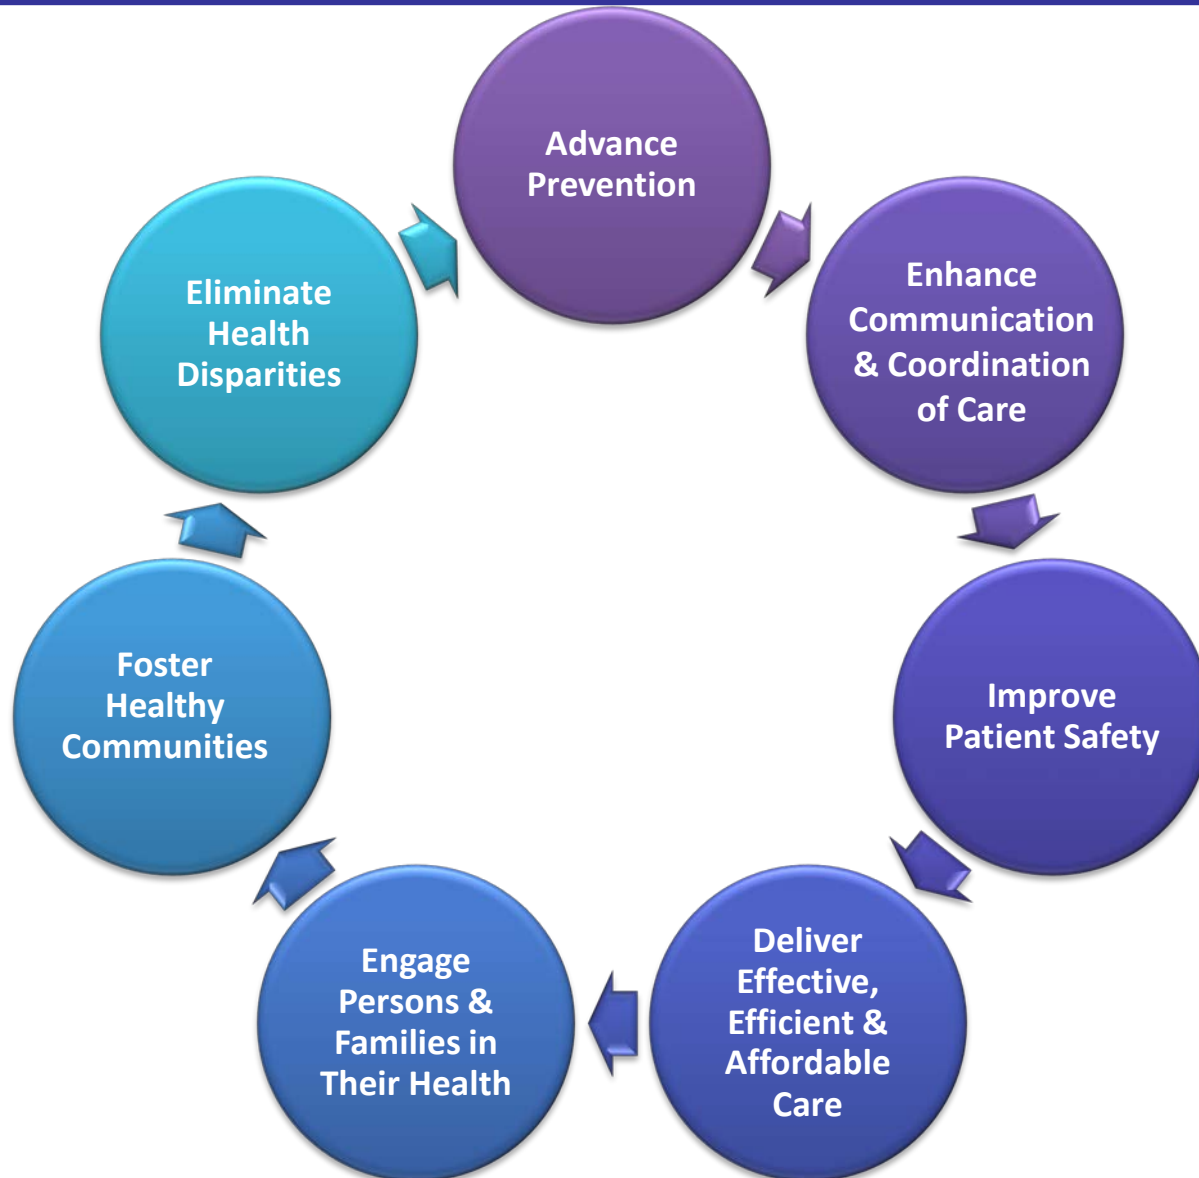 Advance
Prevention
Enhance
Communication
& Coordination
of Care
Improve
Patient Safety
Deliver
Effective,
Efficient &
Affordable
Care
Engage
Persons &
Families in
Their Health
Foster
Healthy
Communities
Eliminate
Health
Disparities